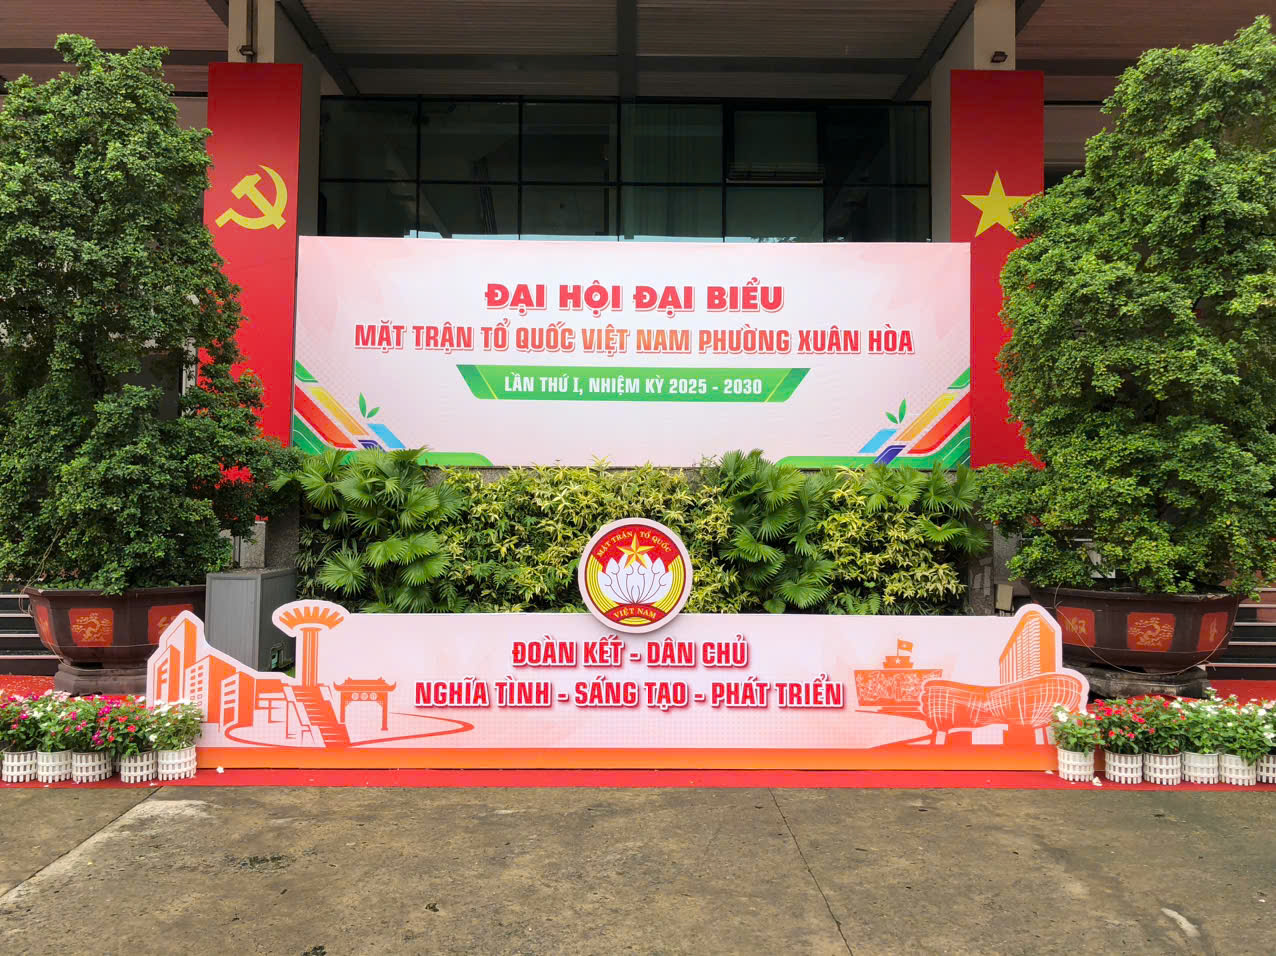 ĐẠI HỘI ĐẠI BIỂU
MẶT TRẬN TỔ QUỐC VIỆT NAM PHƯỜNG XUÂN HÒA
LẦN THỨ I, NHIỆM KỲ 2025 - 2030
MẶT TRẬN TỔ QUỐC
VIỆT NAM
ĐOÀN KẾT - DÂN CHỦ
NGHĨA TÌNH - SÁNG TẠO - PHÁT TRIỂN